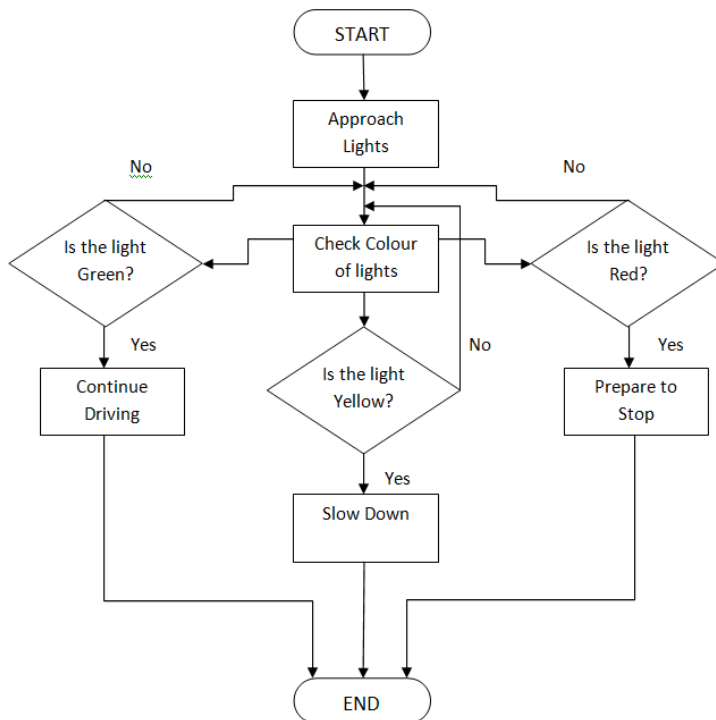 START
Approach
Lights
No
No
Is the light
Green?
Check Colour
of lights
Is the light
Red?
Yes
No
Yes
Continue
Driving
Is the light
Yellow?
Prepare to
Stop
Yes
Slow Down
END